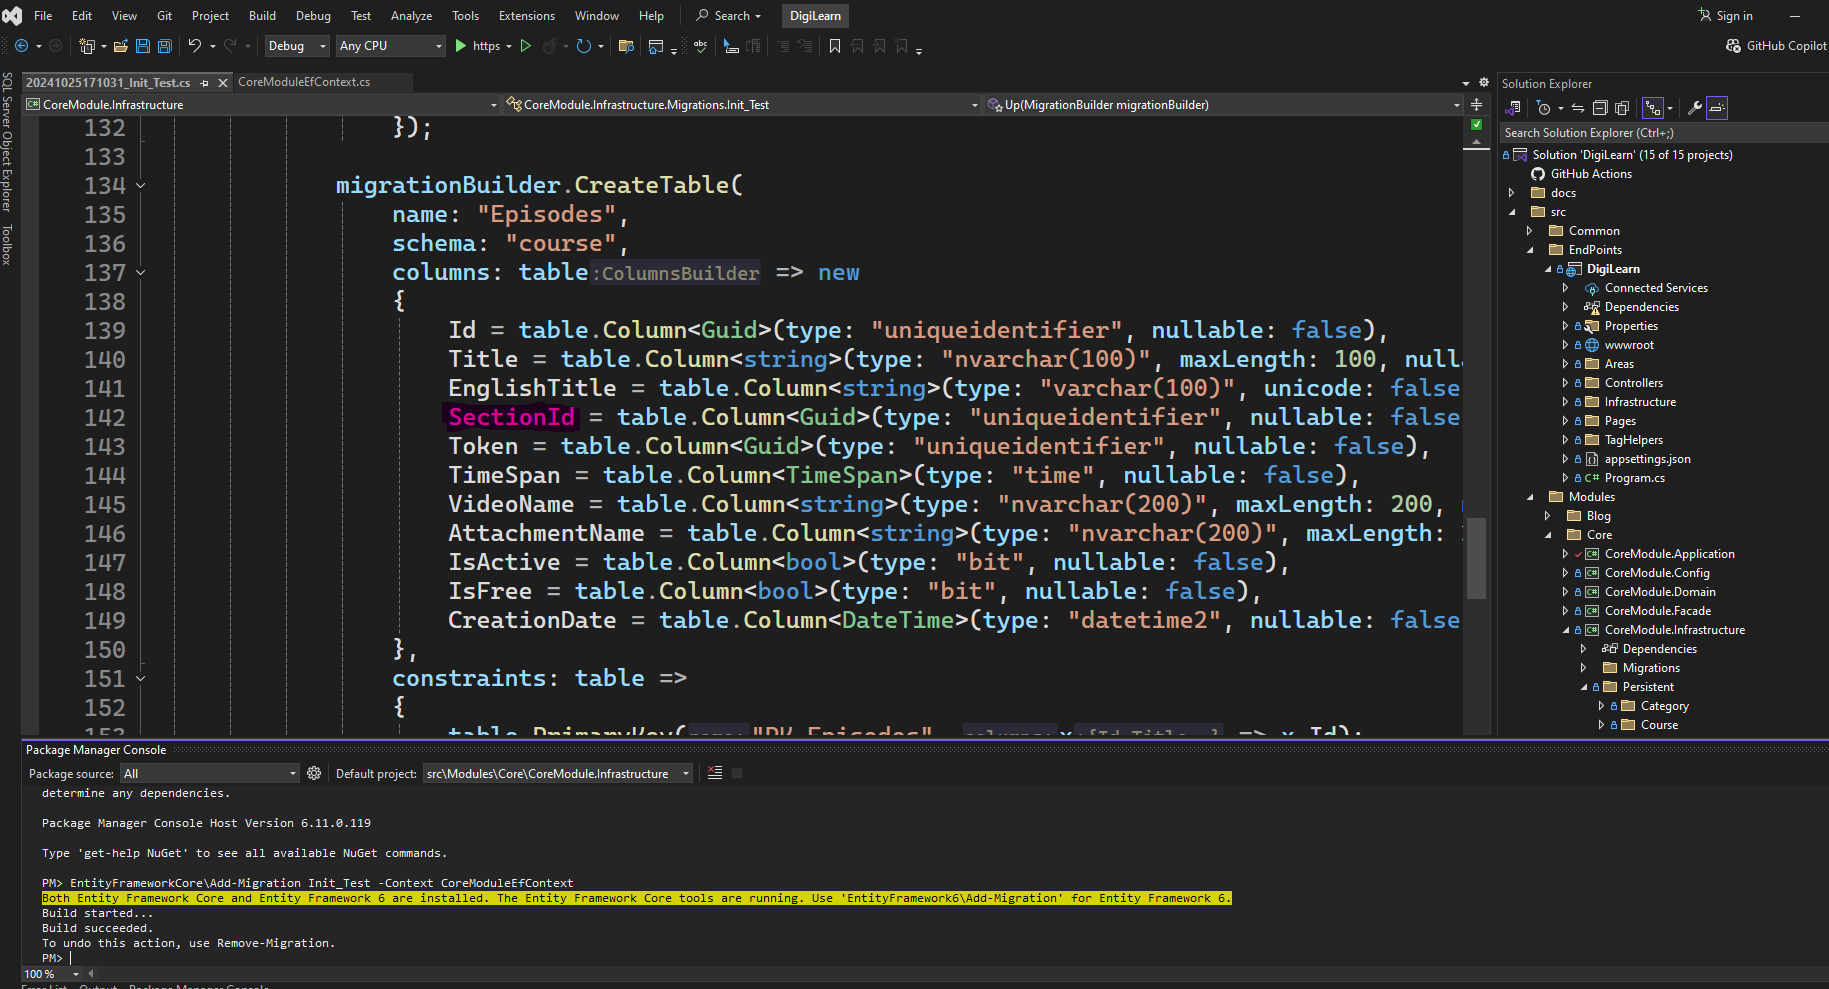 File Edit View Git Project Build Debug Test Analyze Tools Extensions Window Help Search DigiLearn Sign in
Debug Any CPU https GitHub Copilot
SQL Server Object Explorer
Toolbox
20241025171031_Init_Test.cs CoreModuleEfContext.cs
CoreModule.Infrastructure CoreModule.Infrastructure.Migrations.Init_Test Up(MigrationBuilder migrationBuilder)
132 });
133
134 migrationBuilder.CreateTable(
135 name: "Episodes",
136 schema: "course",
137 columns: table:ColumnsBuilder => new
138 {
139 Id = table.Column<Guid>(type: "uniqueidentifier", nullable: false),
140 Title = table.Column<string>(type: "nvarchar(100)", maxLength: 100, nulla
141 EnglishTitle = table.Column<string>(type: "varchar(100)", unicode: false
142 SectionId = table.Column<Guid>(type: "uniqueidentifier", nullable: false
143 Token = table.Column<Guid>(type: "uniqueidentifier", nullable: false),
144 TimeSpan = table.Column<TimeSpan>(type: "time", nullable: false),
145 VideoName = table.Column<string>(type: "nvarchar(200)", maxLength: 200,
146 AttachmentName = table.Column<string>(type: "nvarchar(200)", maxLength:
147 IsActive = table.Column<bool>(type: "bit", nullable: false),
148 IsFree = table.Column<bool>(type: "bit", nullable: false),
149 CreationDate = table.Column<DateTime>(type: "datetime2", nullable: false
150 },
151 constraints: table =>
152 {
153 table.PrimaryKey(name:"PK_Episodes", columns:x:{Id,Title,…} => x.Id);
Solution Explorer
Search Solution Explorer (Ctrl+;)
Solution 'DigiLearn' (15 of 15 projects)
GitHub Actions
docs
src
Common
EndPoints
DigiLearn
Connected Services
Dependencies
Properties
wwwroot
Areas
Controllers
Infrastructure
Pages
TagHelpers
appsettings.json
C# Program.cs
Modules
Blog
Core
C# CoreModule.Application
C# CoreModule.Config
C# CoreModule.Domain
C# CoreModule.Facade
C# CoreModule.Infrastructure
Dependencies
Migrations
Persistent
Category
Course
Package Manager Console
Package source: All Default project: src\Modules\Core\CoreModule.Infrastructure
determine any dependencies.
Package Manager Console Host Version 6.11.0.119
Type 'get-help NuGet' to see all available NuGet commands.
PM> EntityFrameworkCore\Add-Migration Init_Test -Context CoreModuleEfContext
Both Entity Framework Core and Entity Framework 6 are installed. The Entity Framework Core tools are running. Use 'EntityFramework6\Add-Migration' for Entity Framework 6.
Build started...
Build succeeded.
To undo this action, use Remove-Migration.
PM>
100 %
Error List Output Package Manager Console